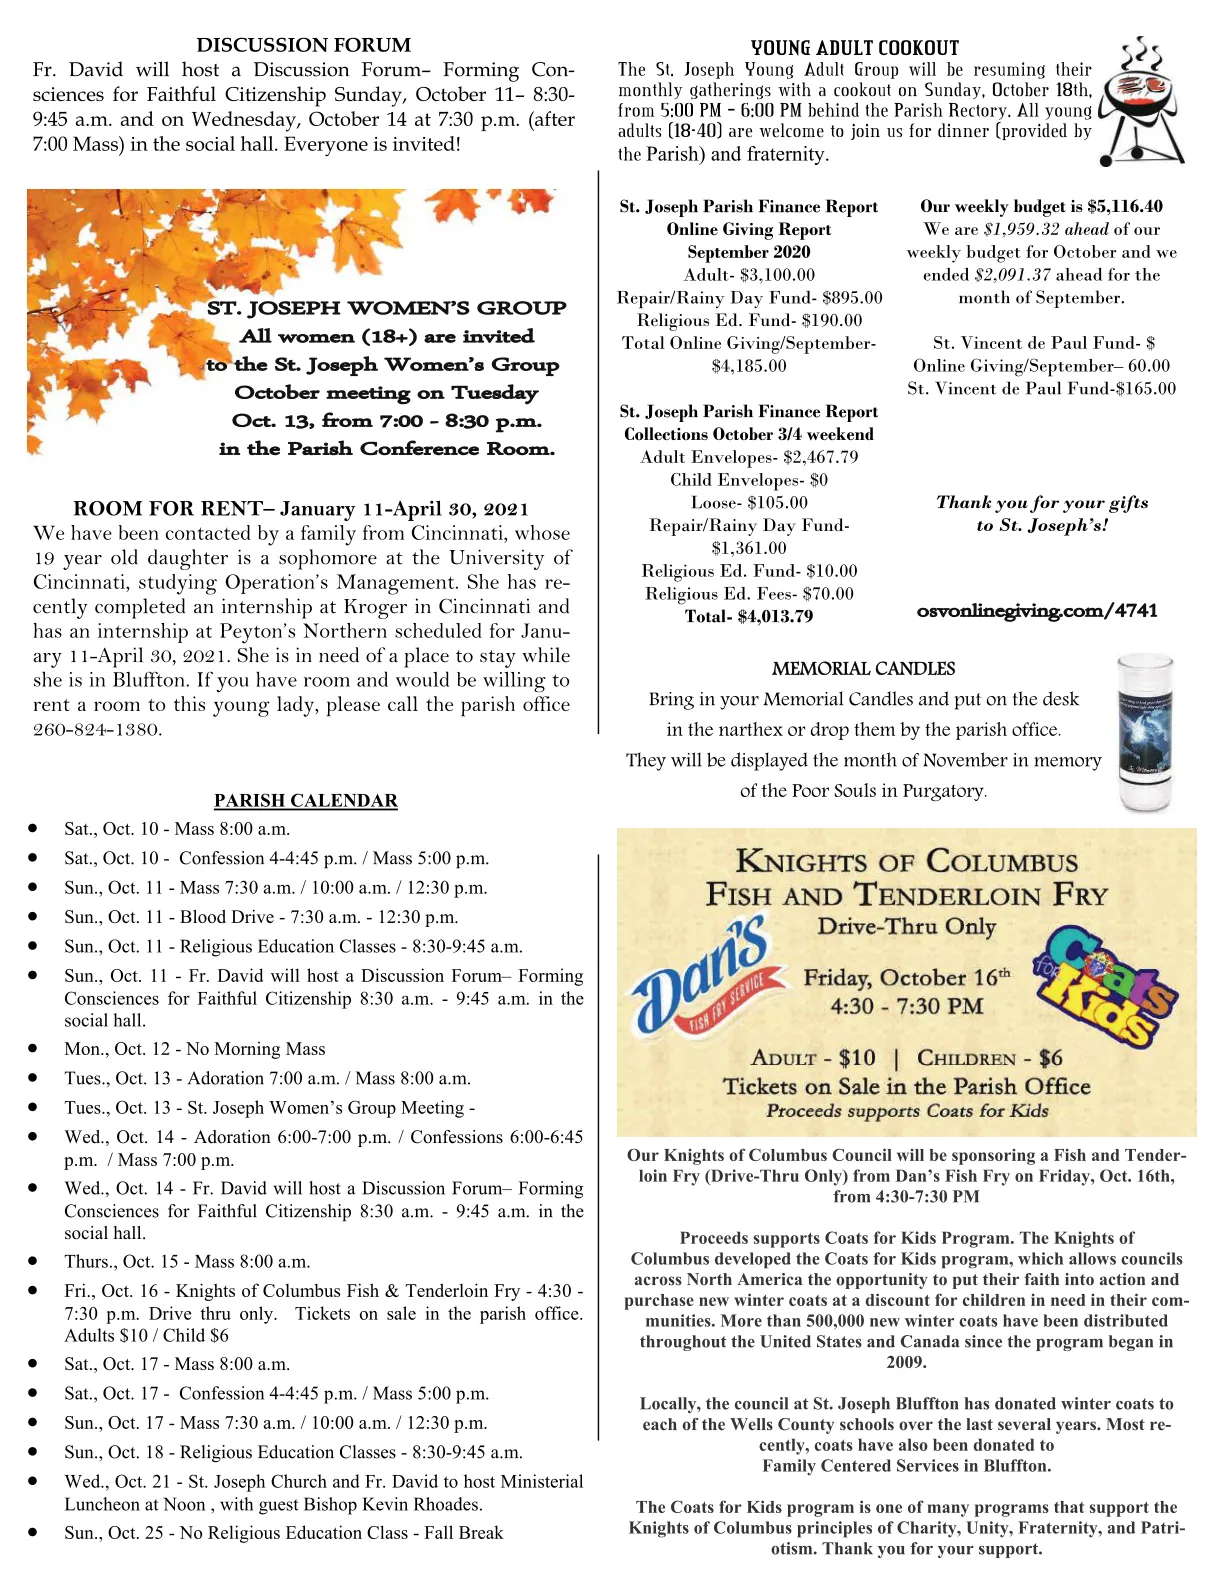 DISCUSSION FORUM
Fr. David will host a Discussion Forum– Forming Con-
sciences for Faithful Citizenship Sunday, October 11– 8:30-
9:45 a.m. and on Wednesday, October 14 at 7:30 p.m. (after
7:00 Mass) in the social hall. Everyone is invited!
ST. JOSEPH WOMEN'S GROUP
All women (18+) are invited
to the St. Joseph Women's Group
October meeting on Tuesday
Oct. 13, from 7:00 - 8:30 p.m.
in the Parish Conference Room.
ROOM FOR RENT– January 11-April 30, 2021
We have been contacted by a family from Cincinnati, whose
19 year old daughter is a sophomore at the University of
Cincinnati, studying Operation's Management. She has re-
cently completed an internship at Kroger in Cincinnati and
has an internship at Peyton's Northern scheduled for Janu-
ary 11-April 30, 2021. She is in need of a place to stay while
she is in Bluffton. If you have room and would be willing to
rent a room to this young lady, please call the parish office
260-824-1380.
PARISH CALENDAR
• Sat., Oct. 10 - Mass 8:00 a.m.
• Sat., Oct. 10 - Confession 4-4:45 p.m. / Mass 5:00 p.m.
• Sun., Oct. 11 - Mass 7:30 a.m. / 10:00 a.m. / 12:30 p.m.
• Sun., Oct. 11 - Blood Drive - 7:30 a.m. - 12:30 p.m.
• Sun., Oct. 11 - Religious Education Classes - 8:30-9:45 a.m.
• Sun., Oct. 11 - Fr. David will host a Discussion Forum– Forming
Consciences for Faithful Citizenship 8:30 a.m. - 9:45 a.m. in the
social hall.
• Mon., Oct. 12 - No Morning Mass
• Tues., Oct. 13 - Adoration 7:00 a.m. / Mass 8:00 a.m.
• Tues., Oct. 13 - St. Joseph Women's Group Meeting -
• Wed., Oct. 14 - Adoration 6:00-7:00 p.m. / Confessions 6:00-6:45
p.m. / Mass 7:00 p.m.
• Wed., Oct. 14 - Fr. David will host a Discussion Forum– Forming
Consciences for Faithful Citizenship 8:30 a.m. - 9:45 a.m. in the
social hall.
• Thurs., Oct. 15 - Mass 8:00 a.m.
• Fri., Oct. 16 - Knights of Columbus Fish & Tenderloin Fry - 4:30 -
7:30 p.m. Drive thru only. Tickets on sale in the parish office.
Adults $10 / Child $6
• Sat., Oct. 17 - Mass 8:00 a.m.
• Sat., Oct. 17 - Confession 4-4:45 p.m. / Mass 5:00 p.m.
• Sun., Oct. 17 - Mass 7:30 a.m. / 10:00 a.m. / 12:30 p.m.
• Sun., Oct. 18 - Religious Education Classes - 8:30-9:45 a.m.
• Wed., Oct. 21 - St. Joseph Church and Fr. David to host Ministerial
Luncheon at Noon , with guest Bishop Kevin Rhoades.
• Sun., Oct. 25 - No Religious Education Class - Fall Break
YOUNG ADULT COOKOUT
The St. Joseph Young Adult Group will be resuming their
monthly gatherings with a cookout on Sunday, October 18th,
from 5:00 PM – 6:00 PM behind the Parish Rectory. All young
adults (18-40) are welcome to join us for dinner (provided by
the Parish) and fraternity.
St. Joseph Parish Finance Report
Online Giving Report
September 2020
Adult- $3,100.00
Repair/Rainy Day Fund- $895.00
Religious Ed. Fund- $190.00
Total Online Giving/September-
$4,185.00
St. Joseph Parish Finance Report
Collections October 3/4 weekend
Adult Envelopes- $2,467.79
Child Envelopes- $0
Loose- $105.00
Repair/Rainy Day Fund-
$1,361.00
Religious Ed. Fund- $10.00
Religious Ed. Fees- $70.00
Total- $4,013.79
Our weekly budget is $5,116.40
We are $1,959.32 ahead of our
weekly budget for October and we
ended $2,091.37 ahead for the
month of September.
St. Vincent de Paul Fund- $
Online Giving/September– 60.00
St. Vincent de Paul Fund-$165.00
Thank you for your gifts
to St. Joseph's!
osvonlinegiving.com/4741
MEMORIAL CANDLES
Bring in your Memorial Candles and put on the desk
in the narthex or drop them by the parish office.
They will be displayed the month of November in memory
of the Poor Souls in Purgatory.
KNIGHTS OF COLUMBUS
FISH AND TENDERLOIN FRY
Drive-Thru Only
Dan's
FISH FRY SERVICE
Friday, October 16th
4:30 - 7:30 PM
Coats
for
Kids
ADULT - $10 | CHILDREN - $6
Tickets on Sale in the Parish Office
Proceeds supports Coats for Kids
Our Knights of Columbus Council will be sponsoring a Fish and Tender-
loin Fry (Drive-Thru Only) from Dan's Fish Fry on Friday, Oct. 16th,
from 4:30-7:30 PM
Proceeds supports Coats for Kids Program. The Knights of
Columbus developed the Coats for Kids program, which allows councils
across North America the opportunity to put their faith into action and
purchase new winter coats at a discount for children in need in their com-
munities. More than 500,000 new winter coats have been distributed
throughout the United States and Canada since the program began in
2009.
Locally, the council at St. Joseph Bluffton has donated winter coats to
each of the Wells County schools over the last several years. Most re-
cently, coats have also been donated to
Family Centered Services in Bluffton.
The Coats for Kids program is one of many programs that support the
Knights of Columbus principles of Charity, Unity, Fraternity, and Patri-
otism. Thank you for your support.